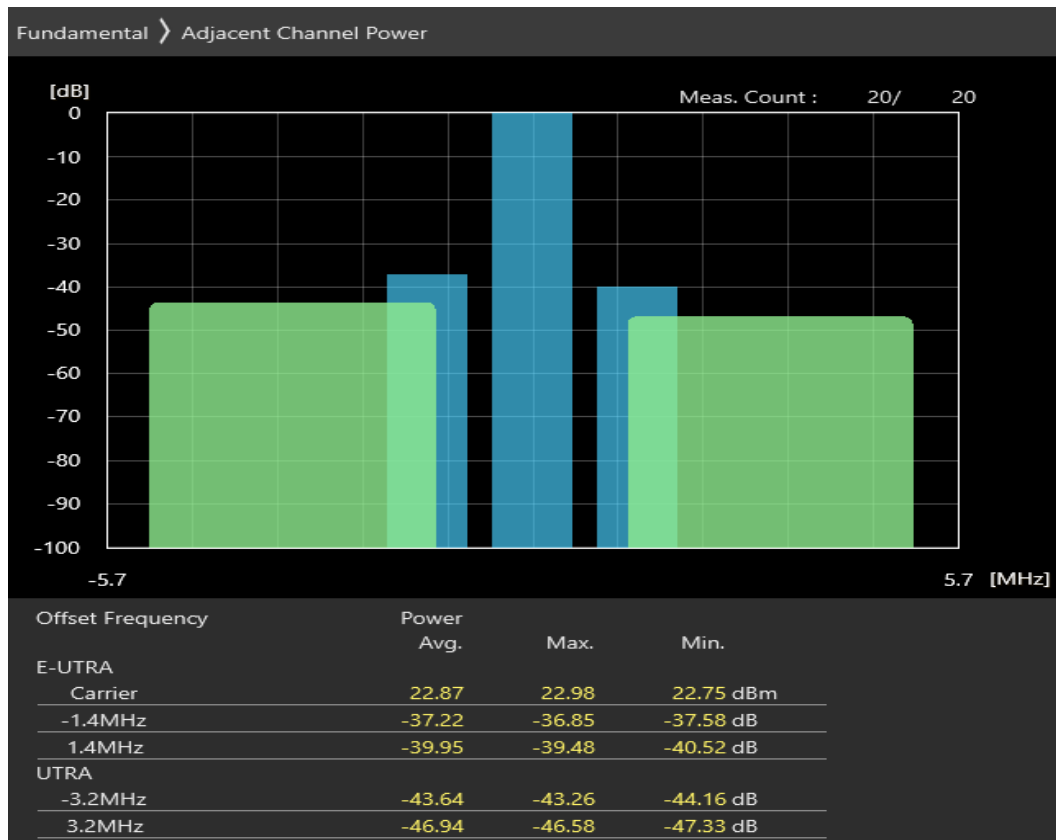 Fundamental 〉 Adjacent Channel Power
[dB]
Meas. Count : 20/ 20
0
-10
-20
-30
-40
-50
-60
-70
-80
-90
-100
-5.7 5.7 [MHz]
Offset Frequency Power
Avg. Max. Min.
E-UTRA
Carrier 22.87 22.98 22.75 dBm
-1.4MHz -37.22 -36.85 -37.58 dB
1.4MHz -39.95 -39.48 -40.52 dB
UTRA
-3.2MHz -43.64 -43.26 -44.16 dB
3.2MHz -46.94 -46.58 -47.33 dB